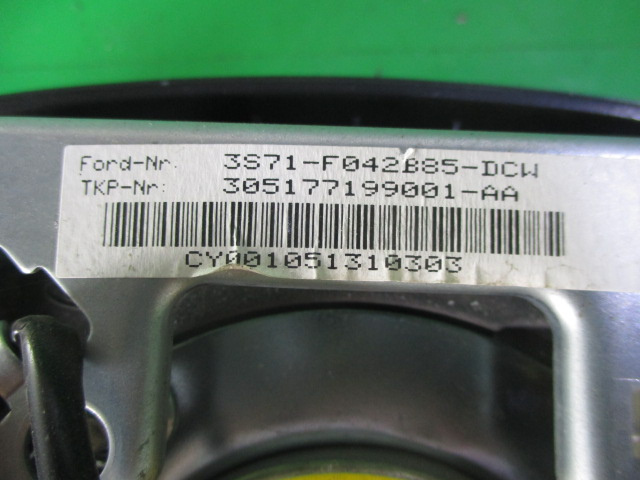 Ford-Nr. 3S71-F042B85-DCW
TKP-Nr: 305177199001-AA
CY001051310303